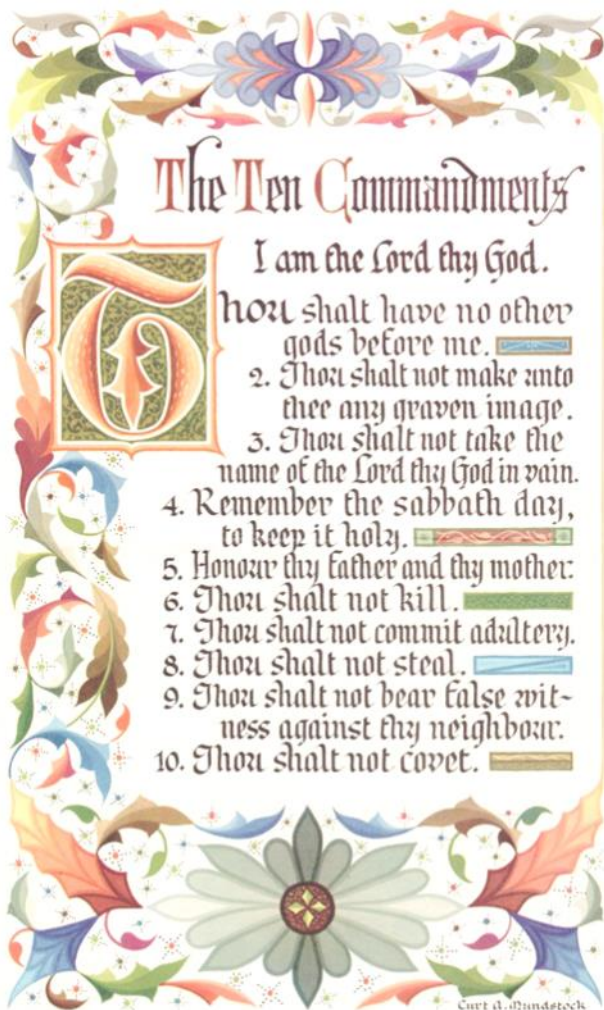 The Ten Commandments
I am the Lord thy God.
Thou shalt have no other
gods before me.
2. Thou shalt not make unto
thee any graven image.
3. Thou shalt not take the
name of the Lord thy God in vain.
4. Remember the sabbath day,
to keep it holy.
5. Honour thy father and thy mother.
6. Thou shalt not kill.
7. Thou shalt not commit adultery.
8. Thou shalt not steal.
9. Thou shalt not bear false wit-
ness against thy neighbour.
10. Thou shalt not covet.
Curt A. Mundstock